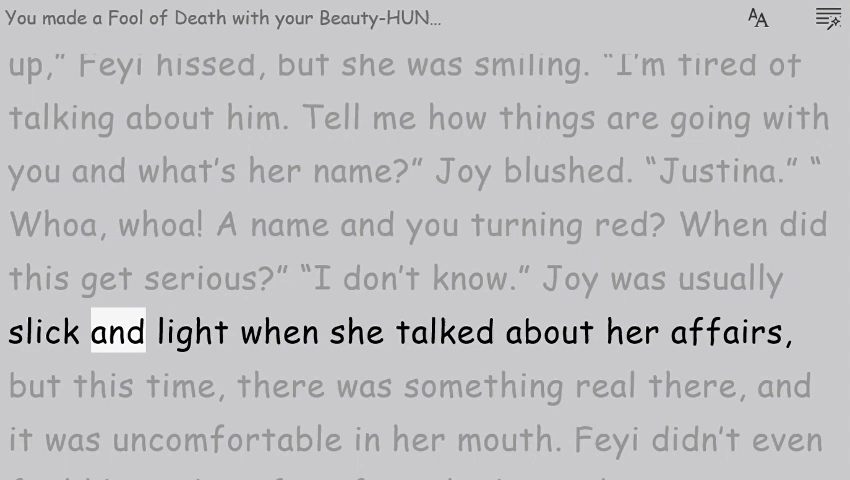 You made a Fool of Death with your Beauty-HUN...
up,” Feyi hissed, but she was smiling. “I’m tired of
talking about him. Tell me how things are going with
you and what’s her name?” Joy blushed. “Justina.” “
Whoa, whoa! A name and you turning red? When did
this get serious?” “I don’t know.” Joy was usually
slick and light when she talked about her affairs,
but this time, there was something real there, and
it was uncomfortable in her mouth. Feyi didn’t even